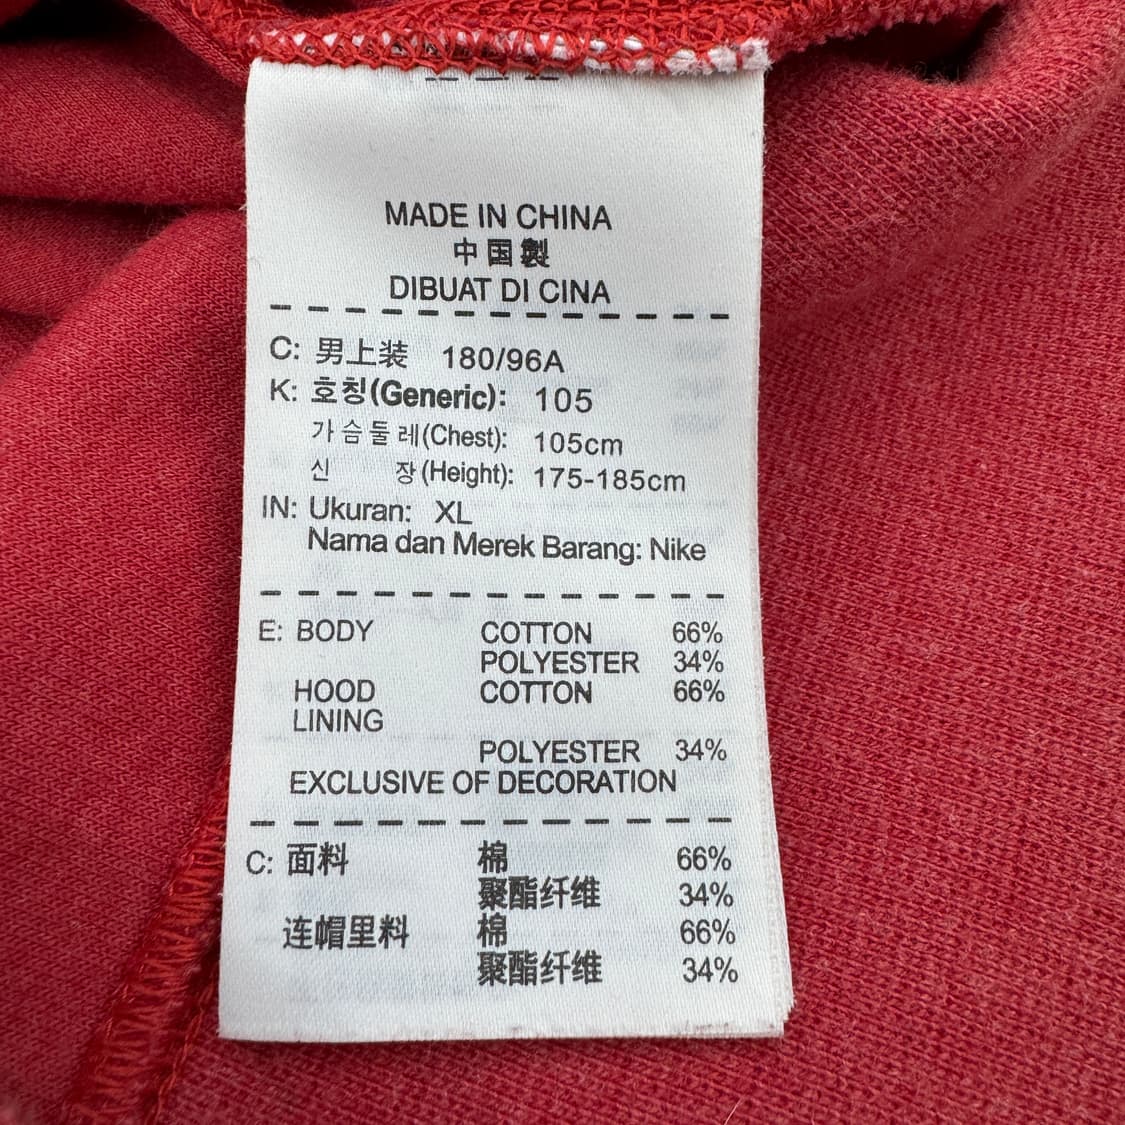 MADE IN CHINA
中国製
DIBUAT DI CINA
C: 男上装 180/96A
K: 호칭(Generic): 105
가슴둘레(Chest): 105cm
신 장(Height): 175-185cm
IN: Ukuran: XL
Nama dan Merek Barang: Nike
E: BODY COTTON 66%
POLYESTER 34%
HOOD COTTON 66%
LINING
POLYESTER 34%
EXCLUSIVE OF DECORATION
C: 面料 棉 66%
聚酯纤维 34%
连帽里料 棉 66%
聚酯纤维 34%